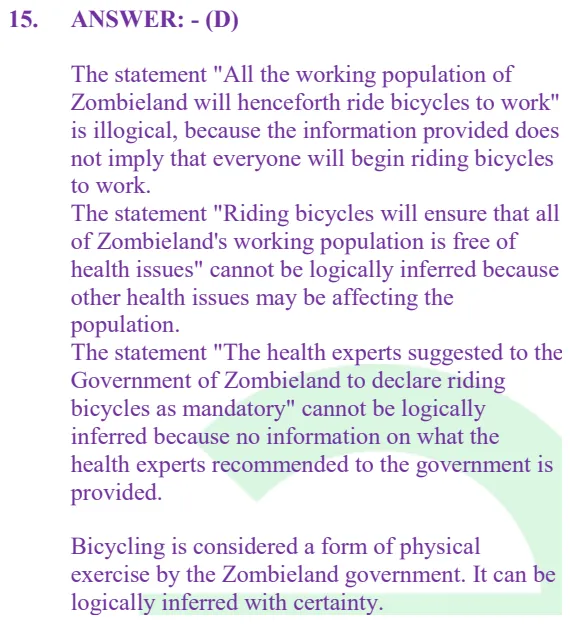 15. ANSWER: - (D)
The statement "All the working population of
Zombieland will henceforth ride bicycles to work"
is illogical, because the information provided does
not imply that everyone will begin riding bicycles
to work.
The statement "Riding bicycles will ensure that all
of Zombieland's working population is free of
health issues" cannot be logically inferred because
other health issues may be affecting the
population.
The statement "The health experts suggested to the
Government of Zombieland to declare riding
bicycles as mandatory" cannot be logically
inferred because no information on what the
health experts recommended to the government is
provided.
Bicycling is considered a form of physical
exercise by the Zombieland government. It can be
logically inferred with certainty.